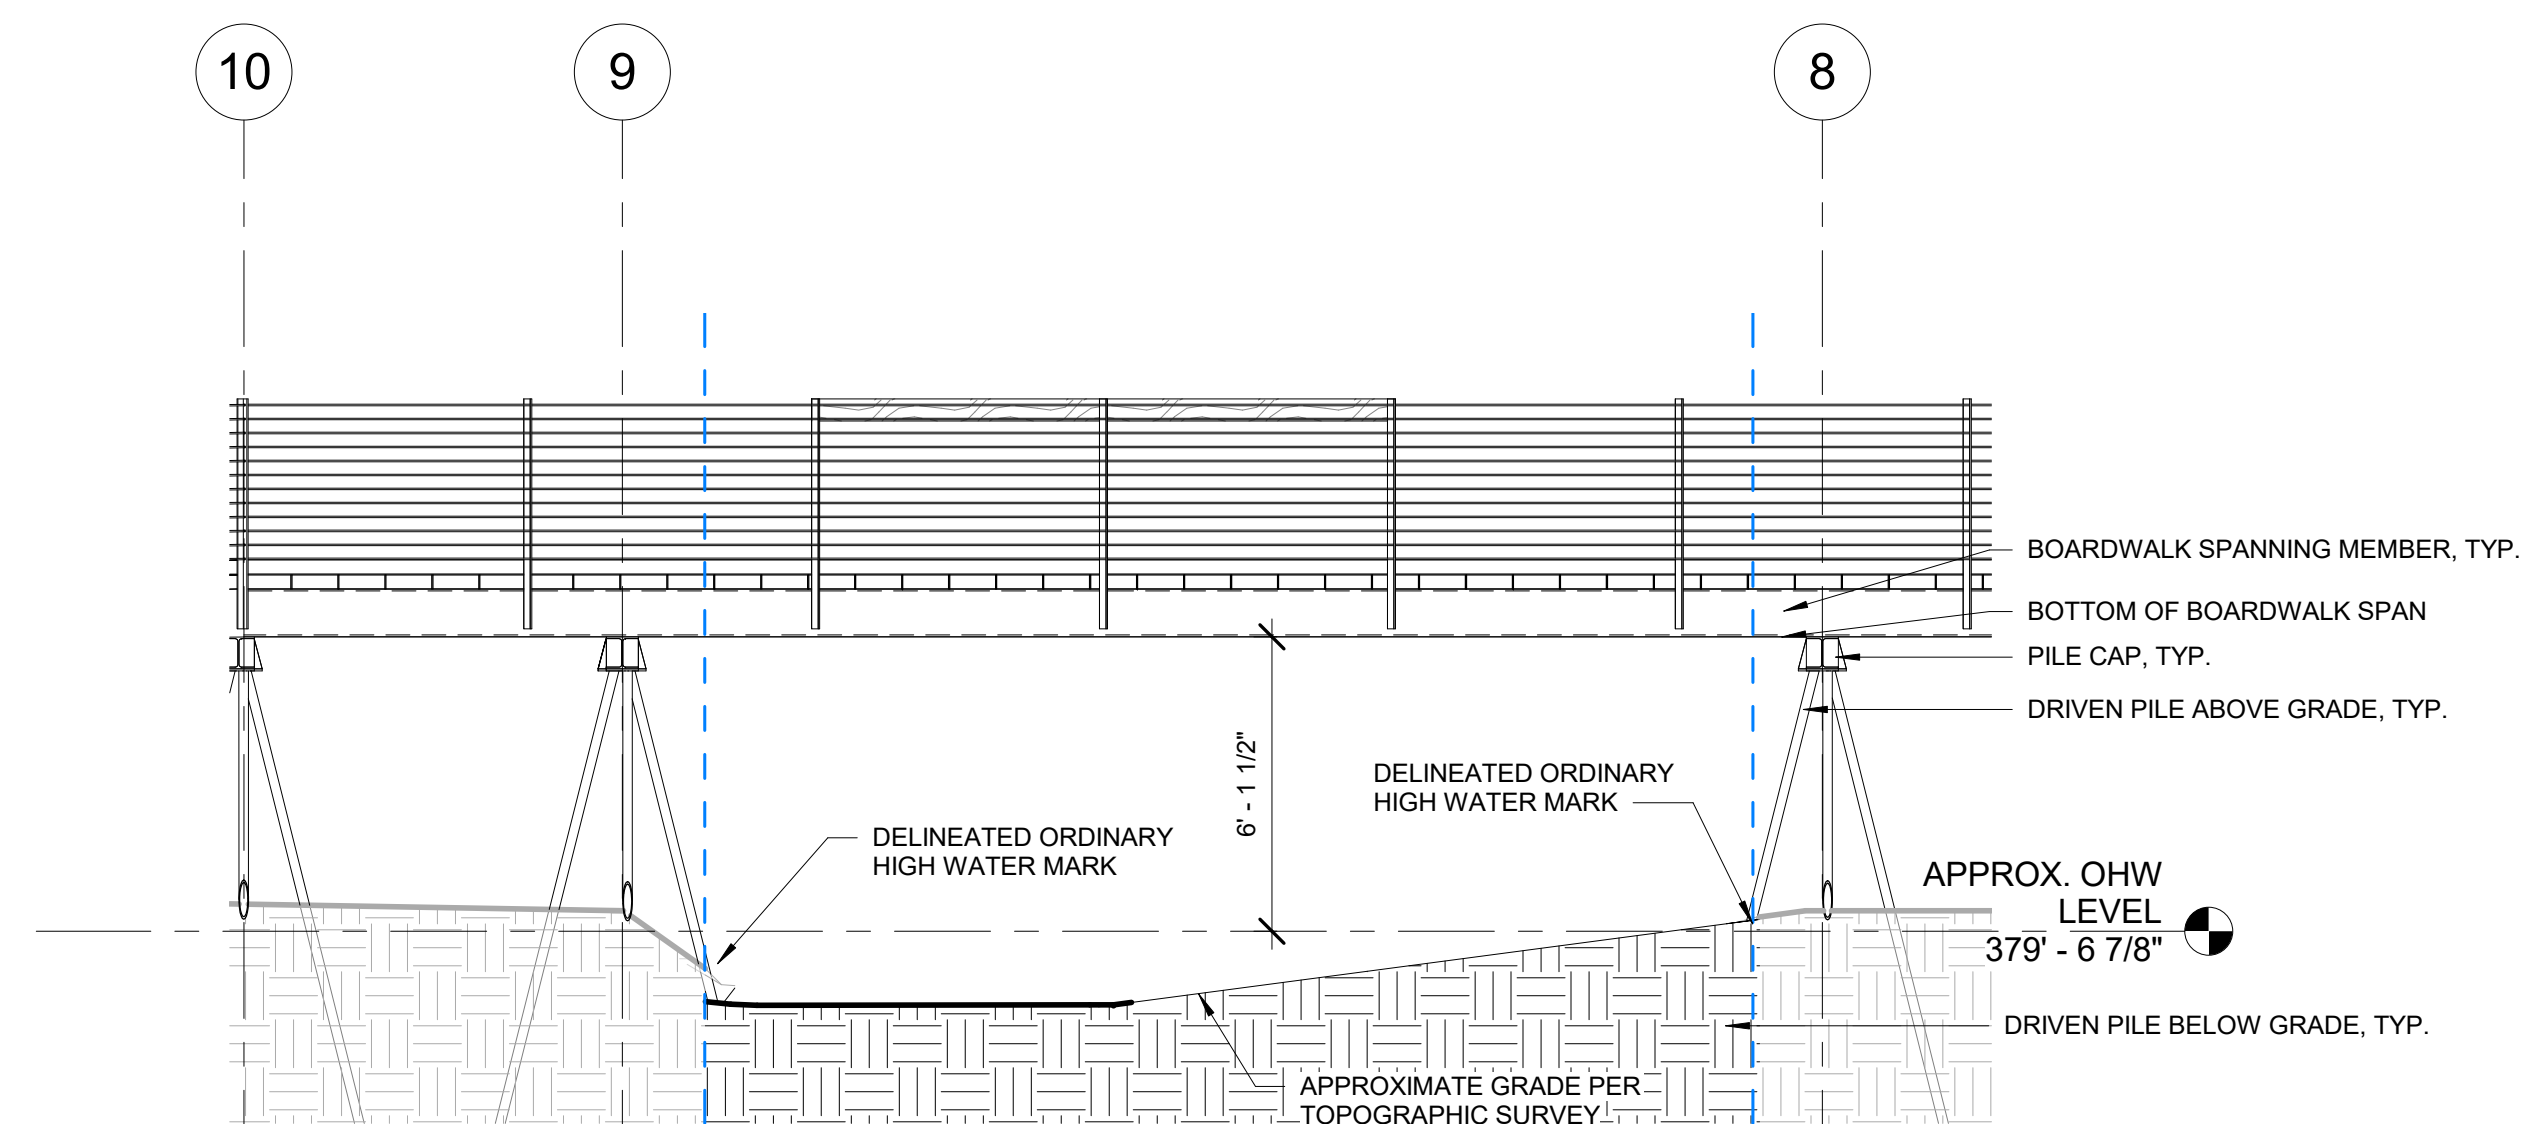 10
9
8
BOARDWALK SPANNING MEMBER, TYP.
BOTTOM OF BOARDWALK SPAN
PILE CAP, TYP.
DRIVEN PILE ABOVE GRADE, TYP.
6' - 1 1/2"
DELINEATED ORDINARY
HIGH WATER MARK
DELINEATED ORDINARY
HIGH WATER MARK
APPROX. OHW
LEVEL
379' - 6 7/8"
DRIVEN PILE BELOW GRADE, TYP.
APPROXIMATE GRADE PER
TOPOGRAPHIC SURVEY